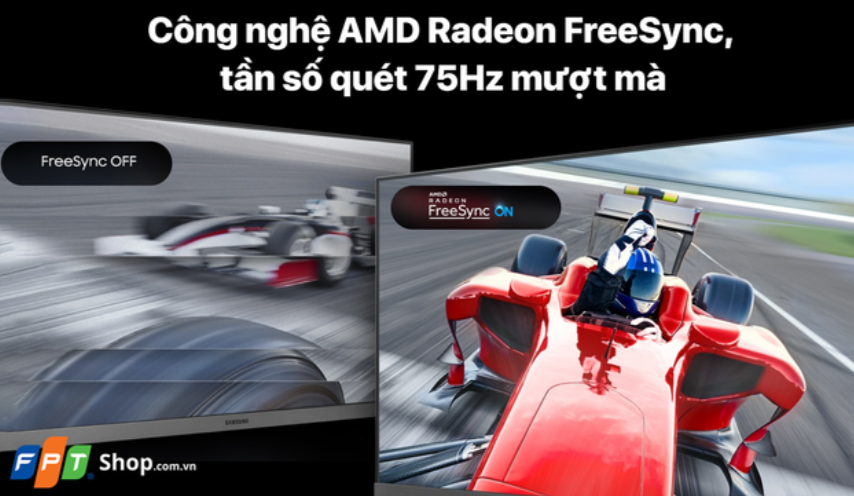 Công nghệ AMD Radeon FreeSync,
tần số quét 75Hz mượt mà
FreeSync OFF
AMD
RADEON
FreeSync ON
SAMSUNG
FPT Shop.com.vn